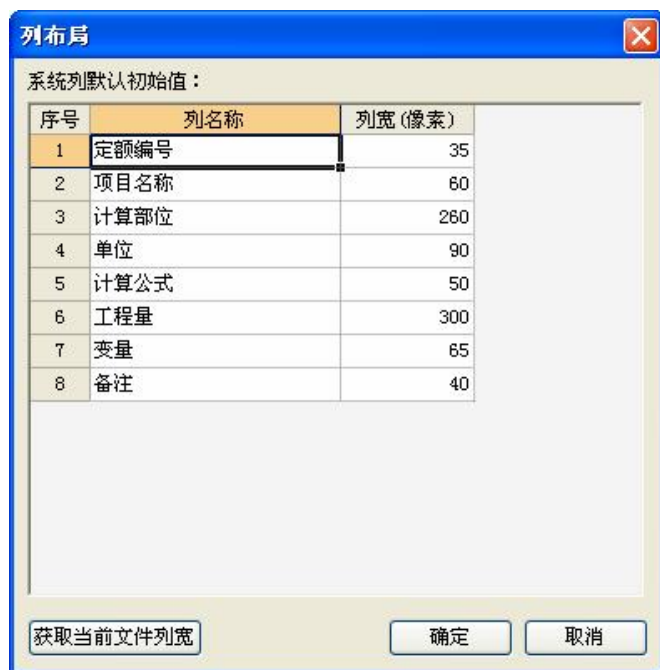 列布局
系统列默认初始值：
序号 列名称 列宽(像素)
1 定额编号 35
2 项目名称 60
3 计算部位 260
4 单位 90
5 计算公式 50
6 工程量 300
7 变量 65
8 备注 40
获取当前文件列宽 确定 取消